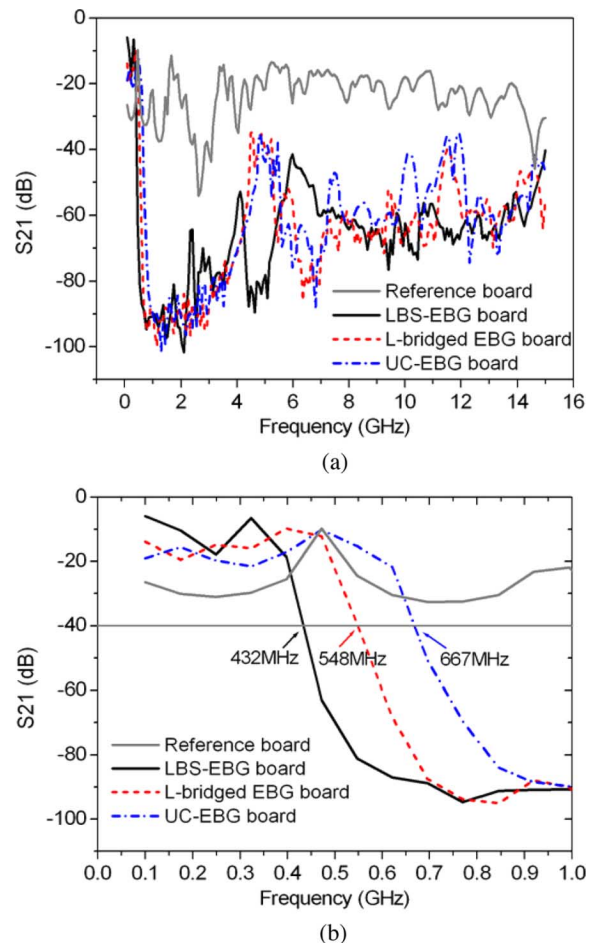 0
-20
-40
-60
-80
-100
S21 (dB)
Reference board
LBS-EBG board
L-bridged EBG board
UC-EBG board
0 2 4 6 8 10 12 14 16
Frequency (GHz)
(a)
0
-20
-40
-60
-80
-100
S21 (dB)
432MHz 548MHz 667MHz
Reference board
LBS-EBG board
L-bridged EBG board
UC-EBG board
0.0 0.1 0.2 0.3 0.4 0.5 0.6 0.7 0.8 0.9 1.0
Frequency (GHz)
(b)